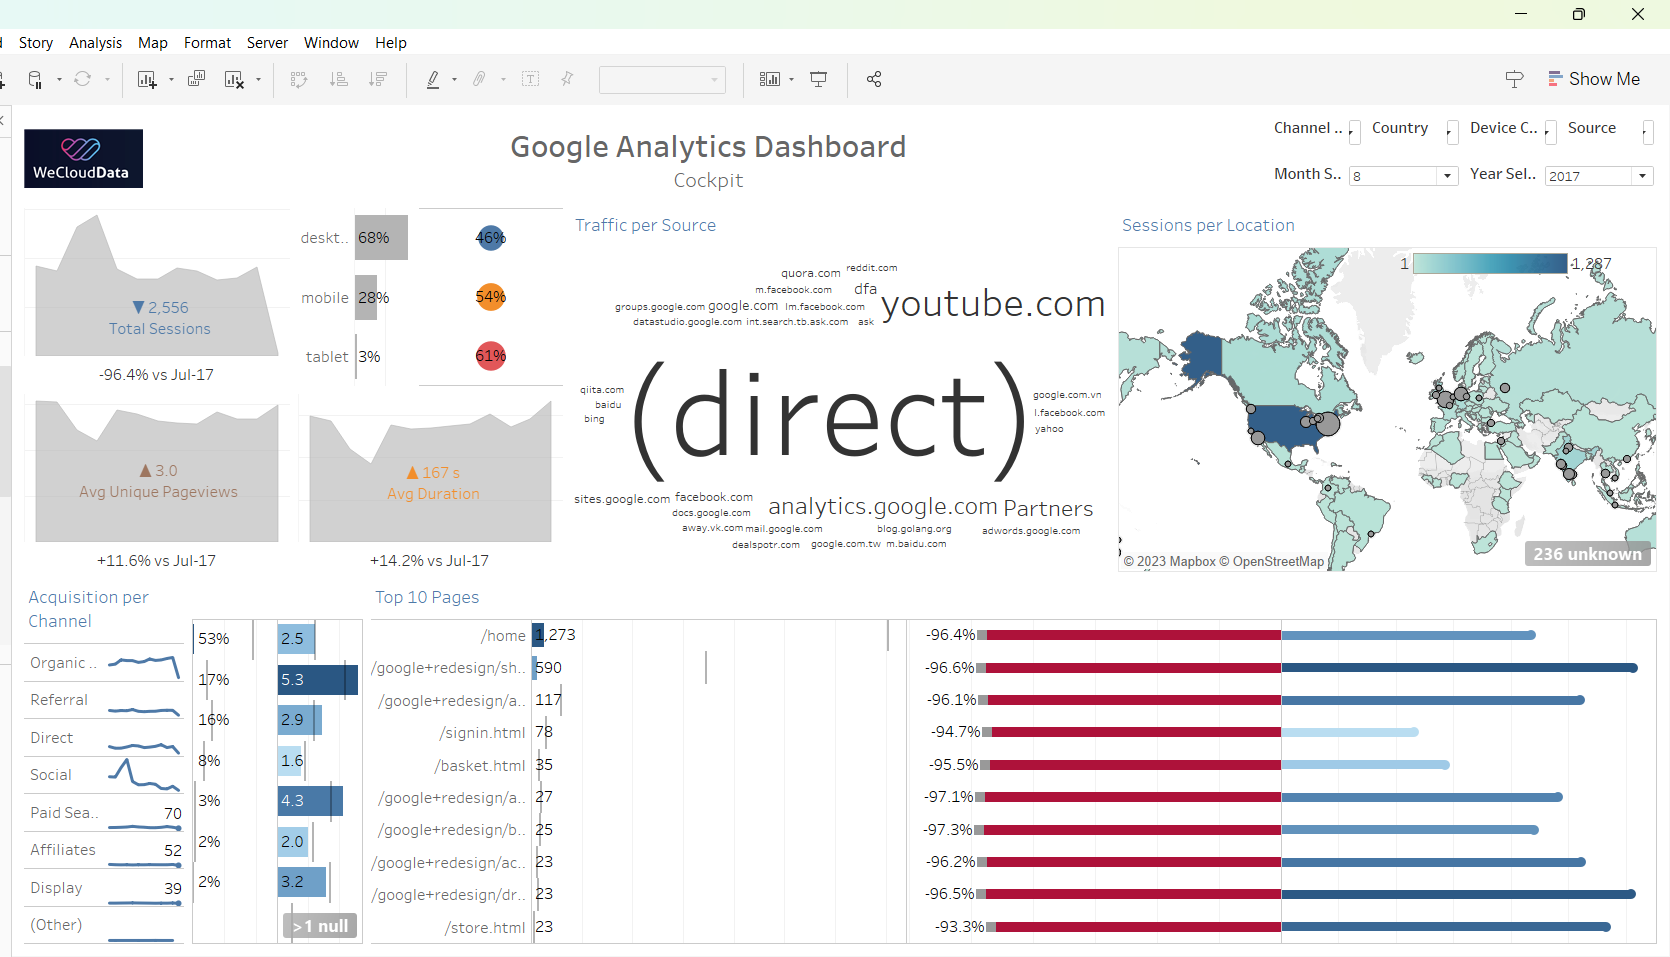 Story Analysis Map Format Server Window Help
Show Me
WeCloudData
Google Analytics Dashboard
Cockpit
Channel ..
Country
Device C..
Source
Month S..
8
Year Sel..
2017
▼ 2,556
Total Sessions
-96.4% vs Jul-17
deskt..
68%
46%
mobile
28%
54%
tablet
3%
61%
▲ 3.0
Avg Unique Pageviews
+11.6% vs Jul-17
▲ 167 s
Avg Duration
+14.2% vs Jul-17
Traffic per Source
quora.com
reddit.com
m.facebook.com
dfa
groups.google.com
google.com
lm.facebook.com
youtube.com
datastudio.google.com
int.search.tb.ask.com
ask
qiita.com
baidu
bing
(direct)
google.com.vn
l.facebook.com
yahoo
sites.google.com
facebook.com
docs.google.com
analytics.google.com
Partners
away.vk.com
mail.google.com
blog.golang.org
adwords.google.com
dealspotr.com
google.com.tw
m.baidu.com
Sessions per Location
1
1,287
236 unknown
© 2023 Mapbox © OpenStreetMap
Acquisition per
Channel
Organic ..
Referral
Direct
Social
Paid Sea..
70
Affiliates
52
Display
39
(Other)
53%
2.5
17%
5.3
16%
2.9
8%
1.6
3%
4.3
2%
2.0
2%
3.2
>1 null
Top 10 Pages
/home
1,273
-96.4%
/google+redesign/sh..
590
-96.6%
/google+redesign/a..
117
-96.1%
/signin.html
78
-94.7%
/basket.html
35
-95.5%
/google+redesign/a..
27
-97.1%
/google+redesign/b..
25
-97.3%
/google+redesign/ac..
23
-96.2%
/google+redesign/dr..
23
-96.5%
/store.html
23
-93.3%